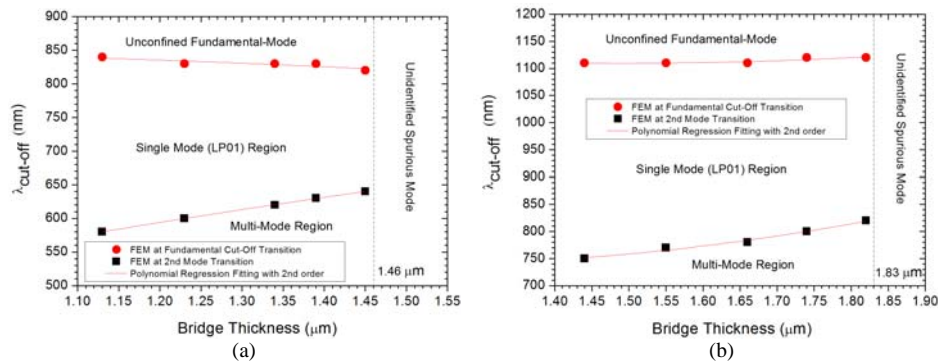 900
850
800
750
700
650
600
550
500
λcut-off (nm)
Unconfined Fundamental-Mode
Single Mode (LP01) Region
Multi-Mode Region
FEM at Fundamental Cut-Off Transition
FEM at 2nd Mode Transition
Polynomial Regression Fitting with 2nd order
Unidentified Spurious Mode
1.46 μm
1.10 1.15 1.20 1.25 1.30 1.35 1.40 1.45 1.50
Bridge Thickness (μm)
(a)
1200
1150
1100
1050
1000
950
900
850
800
750
700
λcut-off (nm)
Unconfined Fundamental-Mode
FEM at Fundamental Cut-Off Transition
FEM at 2nd Mode Transition
Polynomial Regression Fitting with 2nd order
Single Mode (LP01) Region
Multi-Mode Region
Unidentified Spurious Mode
1.83 μm
1.40 1.45 1.50 1.55 1.60 1.65 1.70 1.75 1.80 1.85 1.90
Bridge Thickness (μm)
(b)